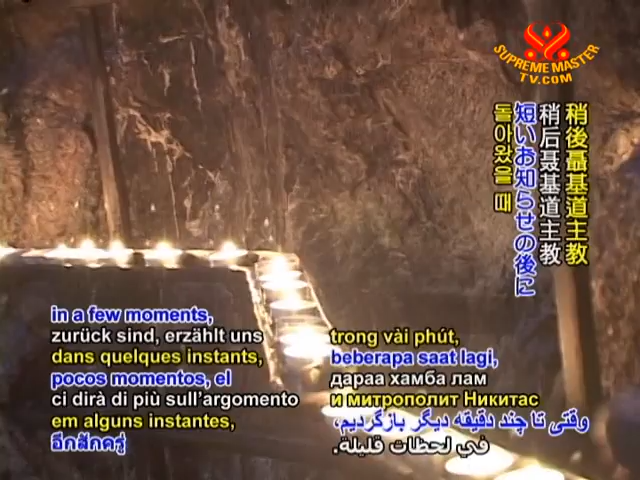 SUPREME MASTER
TV.COM
稍後聶基道主教
稍后聂基道主教
短いお知らせの後に
돌아왔을 때
in a few moments,
zurück sind, erzählt uns
dans quelques instants,
pocos momentos, el
ci dirà di più sull'argomento
em alguns instantes,
อีกสักครู่
trong vài phút,
beberapa saat lagi,
дараа хамба лам
и митрополит Никитас
وقتی تا چند دقیقه دیگر بازگردیم،
في لحظات قليلة.